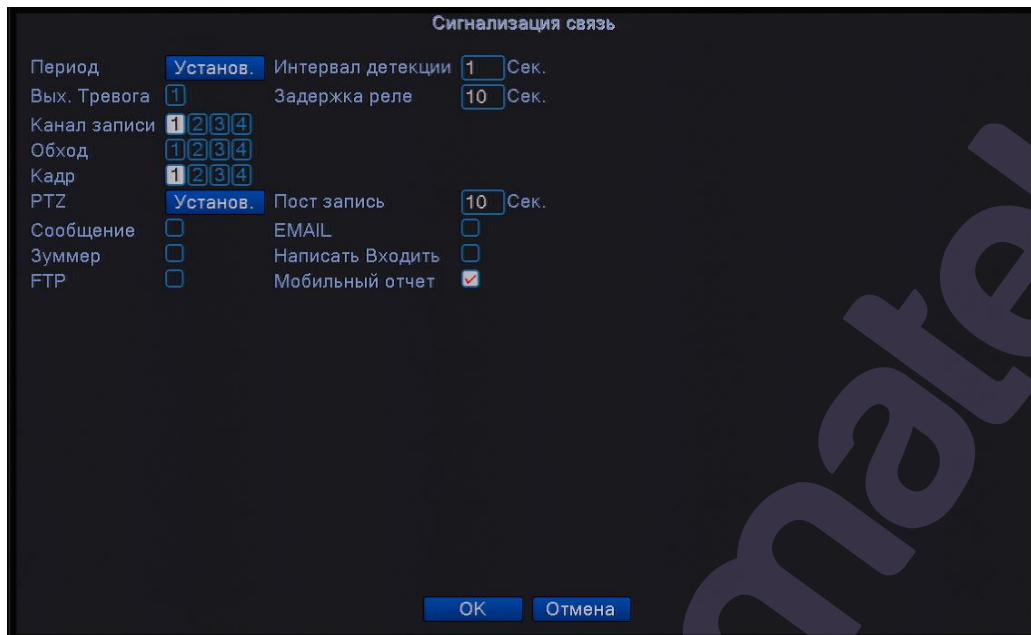 Сигнализация связь
Период Установ. Интервал детекции 1 Сек.
Вых. Тревога 1 Задержка реле 10 Сек.
Канал записи 1 2 3 4
Обход 1 2 3 4
Кадр 1 2 3 4
PTZ Установ. Пост запись 10 Сек.
Сообщение EMAIL
Зуммер Написать Входить
FTP Мобильный отчет
OK Отмена
mate